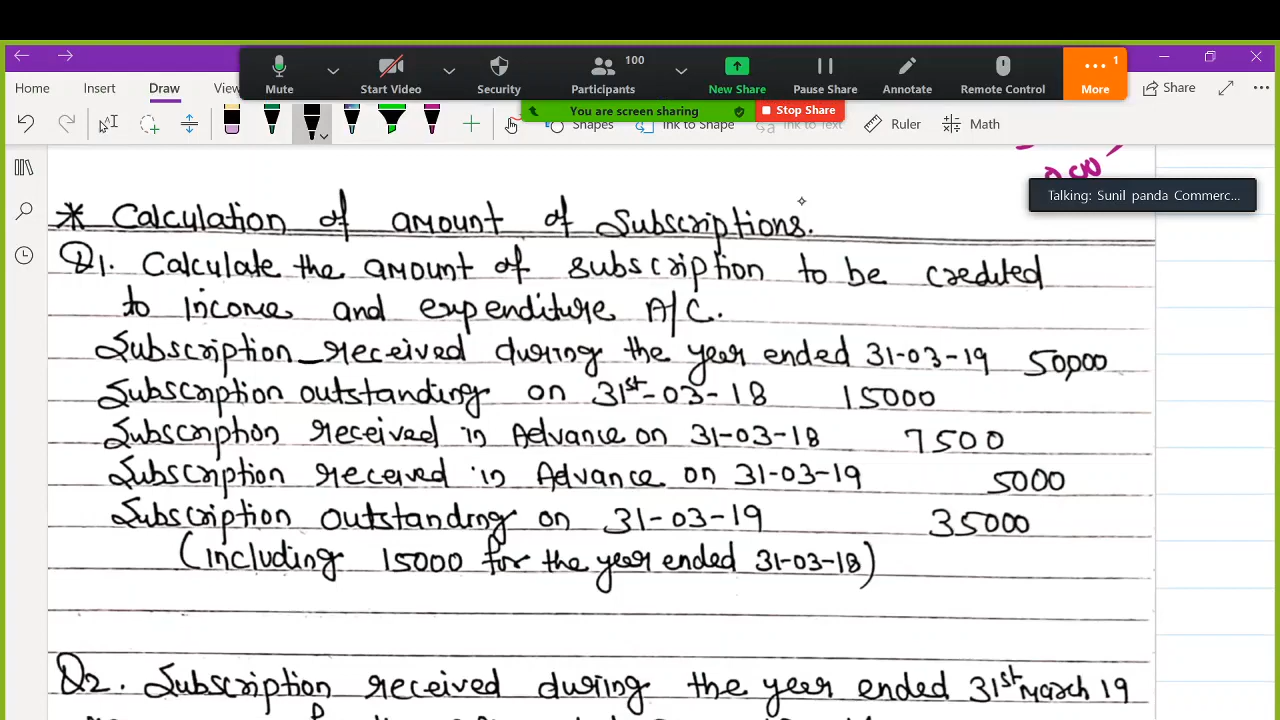 100
1
Mute
Start Video
Security
Participants
New Share
Pause Share
Annotate
Remote Control
More
You are screen sharing
Stop Share
Home
Insert
Draw
View
Share
Shapes
Ink to Shape
Ink to Text
Ruler
Math
Talking: Sunil panda Commerc...
* Calculation of amount of Subscriptions.
Q1. Calculate the amount of subscription to be credited
to income and expenditure A/C.
Subscription received during the year ended 31-03-19 50,000
Subscription outstanding on 31st-03-18 15000
Subscription received in Advance on 31-03-18 7500
Subscription received in Advance on 31-03-19 5000
Subscription outstanding on 31-03-19 35000
(including 15000 for the year ended 31-03-18)
Q2. Subscription received during the year ended 31st March 19